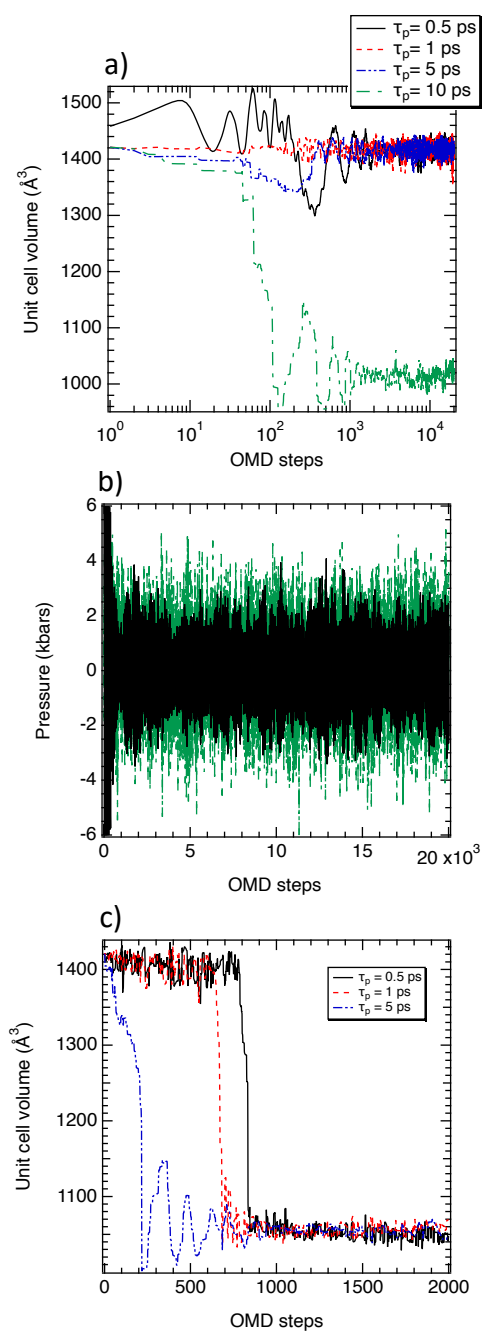 τp= 0.5 ps
τp= 1 ps
τp= 5 ps
τp= 10 ps
a)
1500
1400
1300
1200
1100
1000
Unit cell volume (Å3)
10^0 10^1 10^2 10^3 10^4
OMD steps
b)
6
4
2
0
-2
-4
-6
Pressure (kbars)
0 5 10 15 20 x10^3
OMD steps
c)
τp = 0.5 ps
τp = 1 ps
τp = 5 ps
1400
1300
1200
1100
Unit cell volume (Å3)
0 500 1000 1500 2000
OMD steps